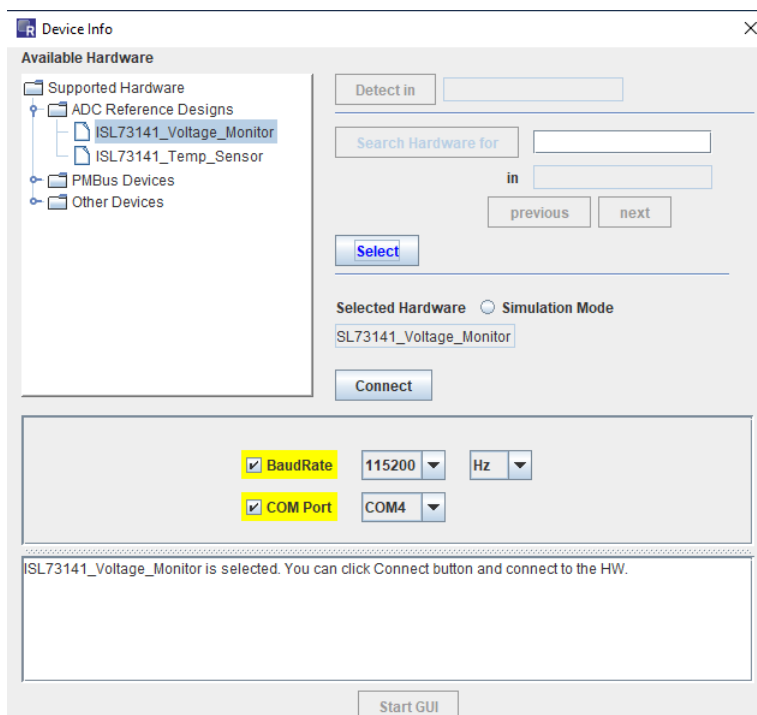 Device Info
Available Hardware
Supported Hardware
ADC Reference Designs
ISL73141_Voltage_Monitor
ISL73141_Temp_Sensor
PMBus Devices
Other Devices
Detect in
Search Hardware for
in
previous next
Select
Selected Hardware Simulation Mode
SL73141_Voltage_Monitor
Connect
BaudRate 115200 Hz
COM Port COM4
ISL73141_Voltage_Monitor is selected. You can click Connect button and connect to the HW.
Start GUI